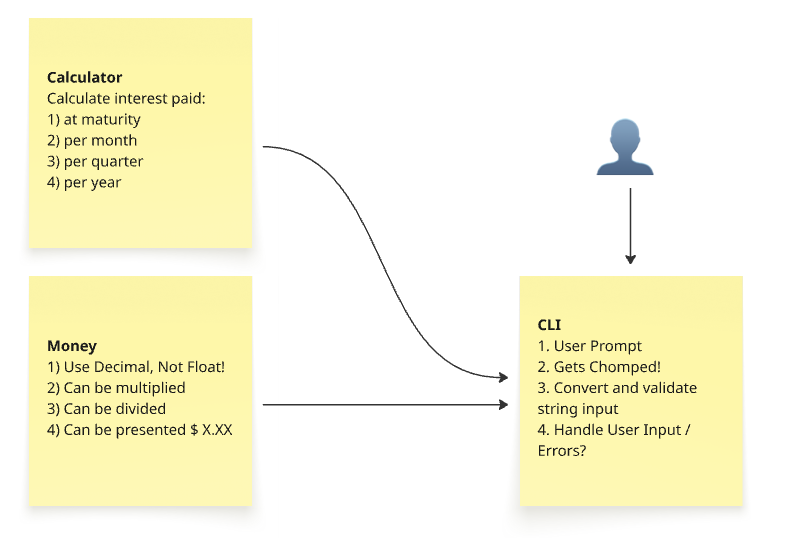 Calculator
Calculate interest paid:
1) at maturity
2) per month
3) per quarter
4) per year
Money
1) Use Decimal, Not Float!
2) Can be multiplied
3) Can be divided
4) Can be presented $ X.XX
CLI
1. User Prompt
2. Gets Chomped!
3. Convert and validate
string input
4. Handle User Input /
Errors?